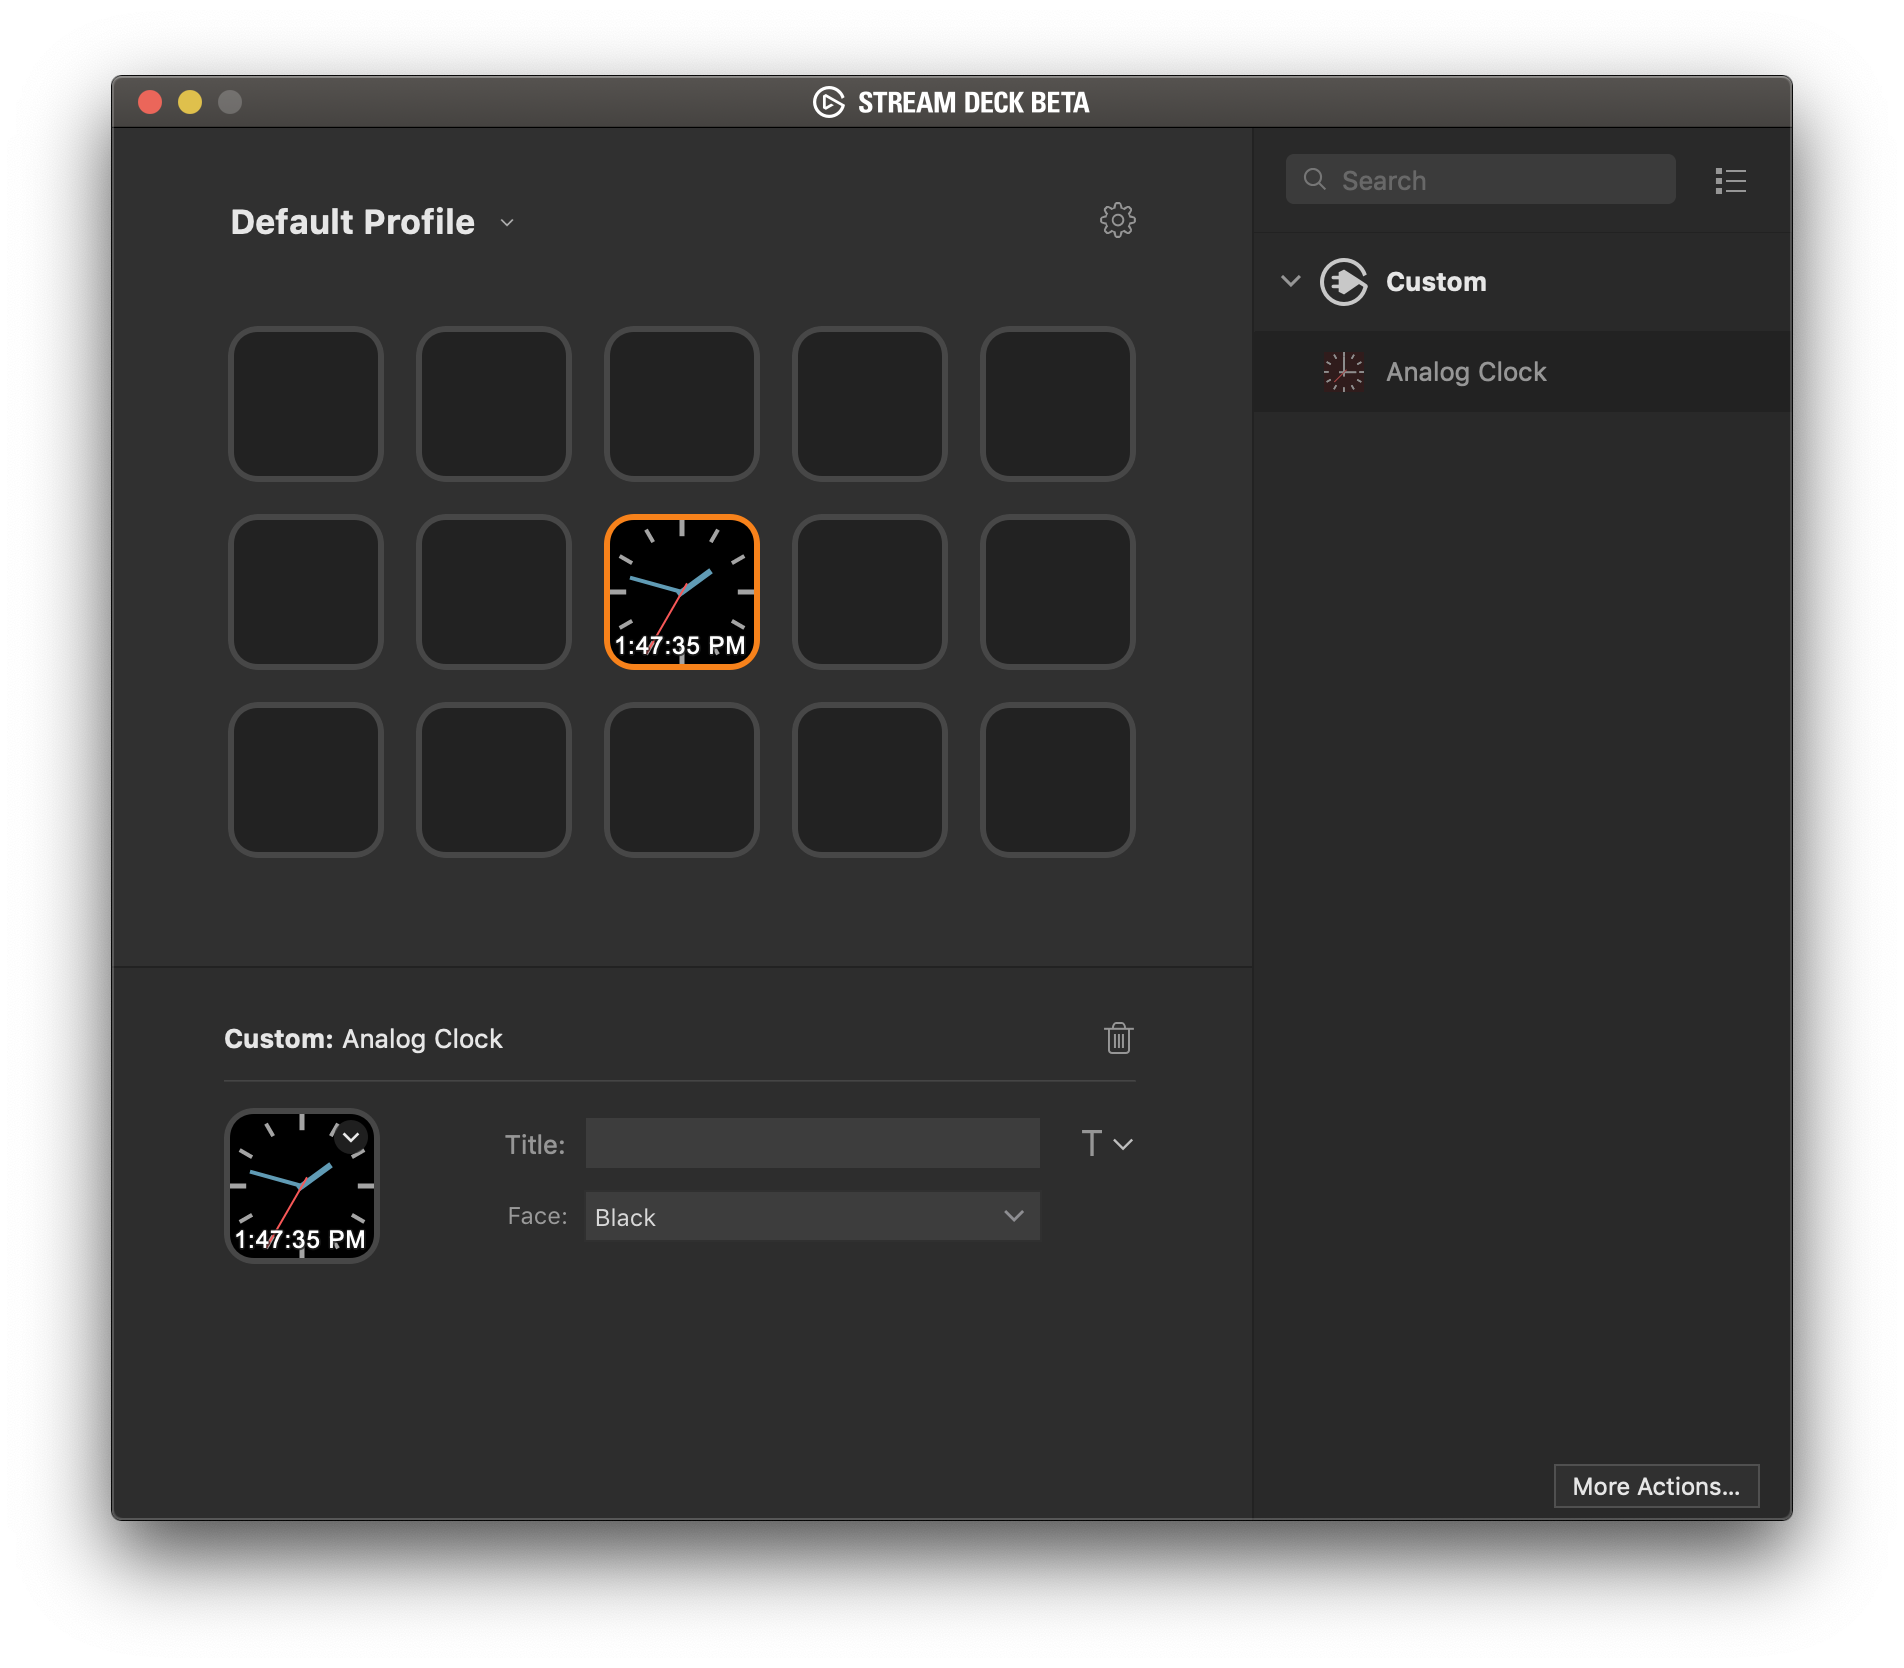 STREAM DECK BETA
Default Profile
Search
Custom
Analog Clock
1:47:35 PM
Custom: Analog Clock
Title:
T
1:47:35 PM
Face:
Black
More Actions...